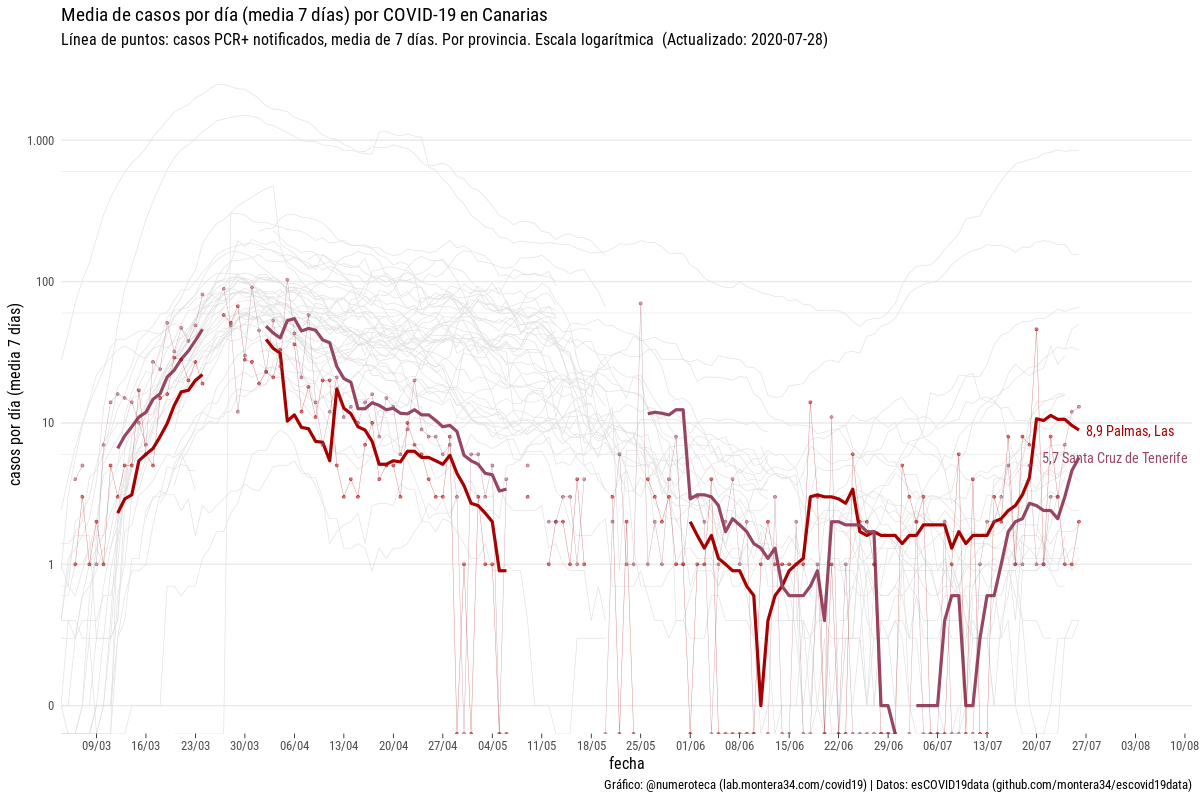 Media de casos por día (media 7 días) por COVID-19 en Canarias
Línea de puntos: casos PCR+ notificados, media de 7 días. Por provincia. Escala logarítmica (Actualizado: 2020-07-28)
casos por día (media 7 días)
1.000
100
10
1
0
8,9 Palmas, Las
5,7 Santa Cruz de Tenerife
09/03 16/03 23/03 30/03 06/04 13/04 20/04 27/04 04/05 11/05 18/05 25/05 01/06 08/06 15/06 22/06 29/06 06/07 13/07 20/07 27/07 03/08 10/08
fecha
Gráfico: @numeroteca (lab.montera34.com/covid19) | Datos: esCOVID19data (github.com/montera34/escovid19data)